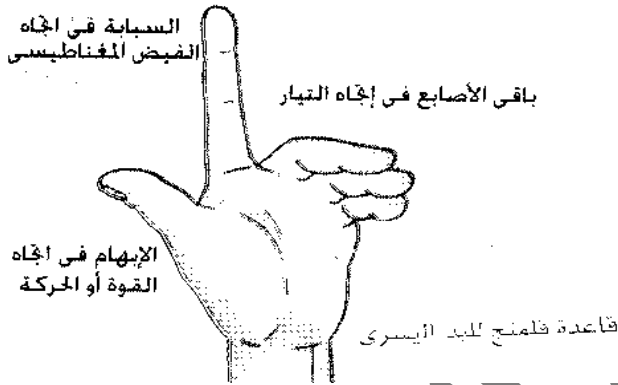 السبابة فى اتجاه
الفيض المغناطيسى
باقى الأصابع فى إتجاه التيار
الإبهام فى اتجاه
القوة أو الحركة
قاعدة فلمنج لليد اليسرى